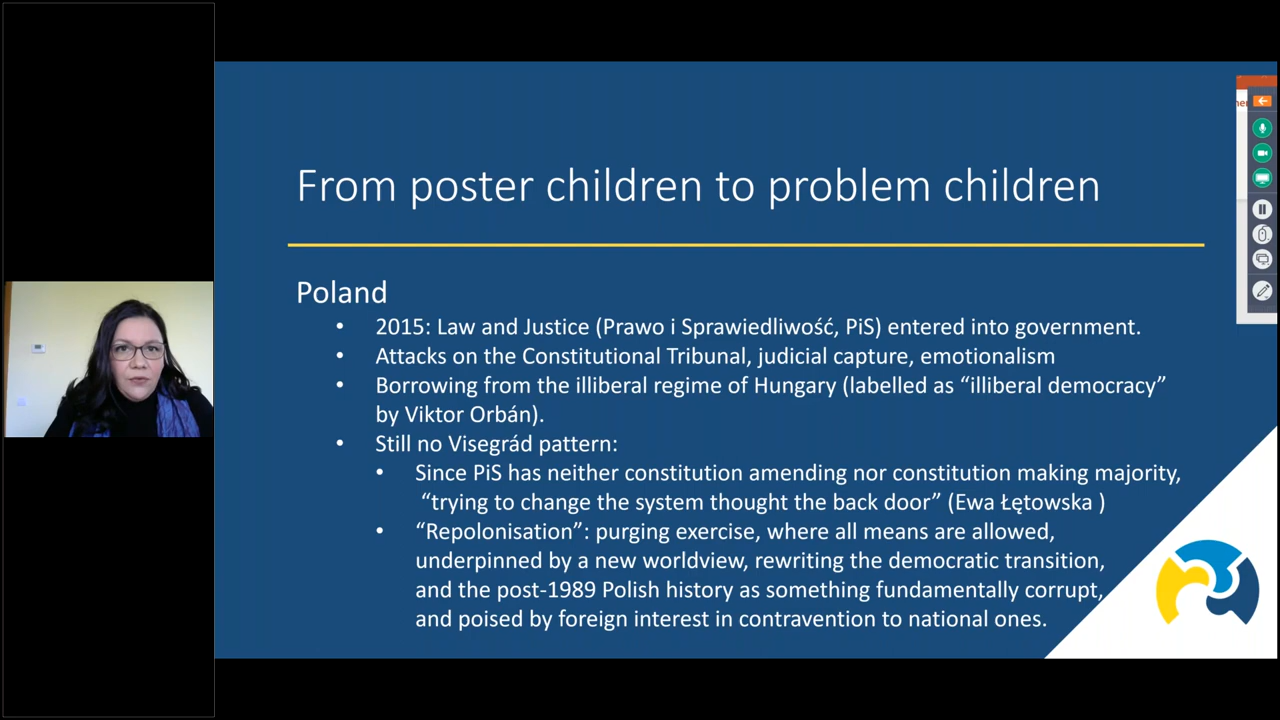 From poster children to problem children
Poland
• 2015: Law and Justice (Prawo i Sprawiedliwość, PiS) entered into government.
• Attacks on the Constitutional Tribunal, judicial capture, emotionalism
• Borrowing from the illiberal regime of Hungary (labelled as “illiberal democracy”
by Viktor Orbán).
• Still no Visegrád pattern:
• Since PiS has neither constitution amending nor constitution making majority,
“trying to change the system thought the back door” (Ewa Łętowska )
• “Repolonisation”: purging exercise, where all means are allowed,
underpinned by a new worldview, rewriting the democratic transition,
and the post-1989 Polish history as something fundamentally corrupt,
and poised by foreign interest in contravention to national ones.